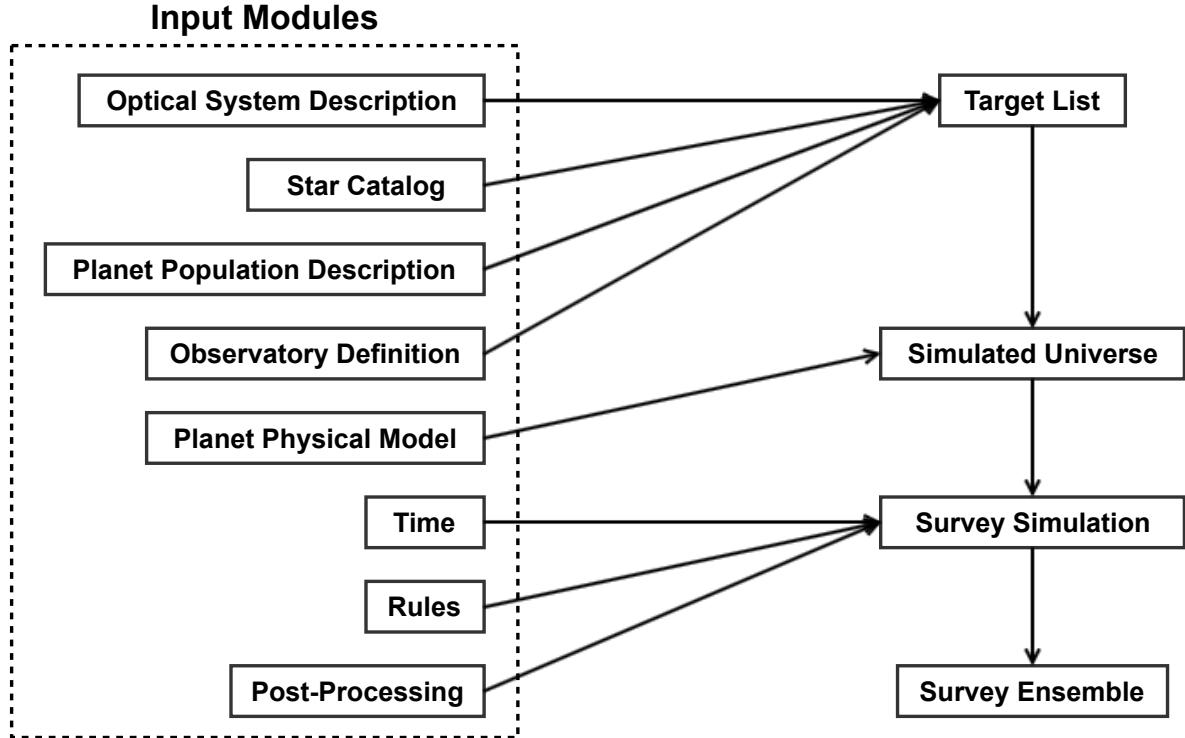 Input Modules
Optical System Description
Target List
Star Catalog
Planet Population Description
Observatory Definition
Simulated Universe
Planet Physical Model
Time
Survey Simulation
Rules
Post-Processing
Survey Ensemble